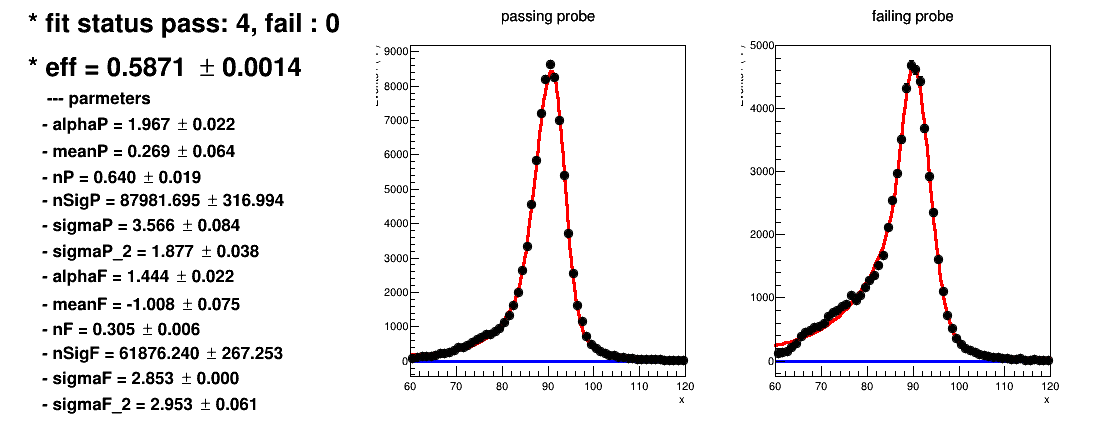 * fit status pass: 4, fail : 0
* eff = 0.5871 ± 0.0014
--- parmeters
- alphaP = 1.967 ± 0.022
- meanP = 0.269 ± 0.064
- nP = 0.640 ± 0.019
- nSigP = 87981.695 ± 316.994
- sigmaP = 3.566 ± 0.084
- sigmaP_2 = 1.877 ± 0.038
- alphaF = 1.444 ± 0.022
- meanF = -1.008 ± 0.075
- nF = 0.305 ± 0.006
- nSigF = 61876.240 ± 267.253
- sigmaF = 2.853 ± 0.000
- sigmaF_2 = 2.953 ± 0.061
passing probe
9000
8000
7000
6000
5000
4000
3000
2000
1000
0
60 70 80 90 100 110 120
x
failing probe
5000
4000
3000
2000
1000
0
60 70 80 90 100 110 120
x